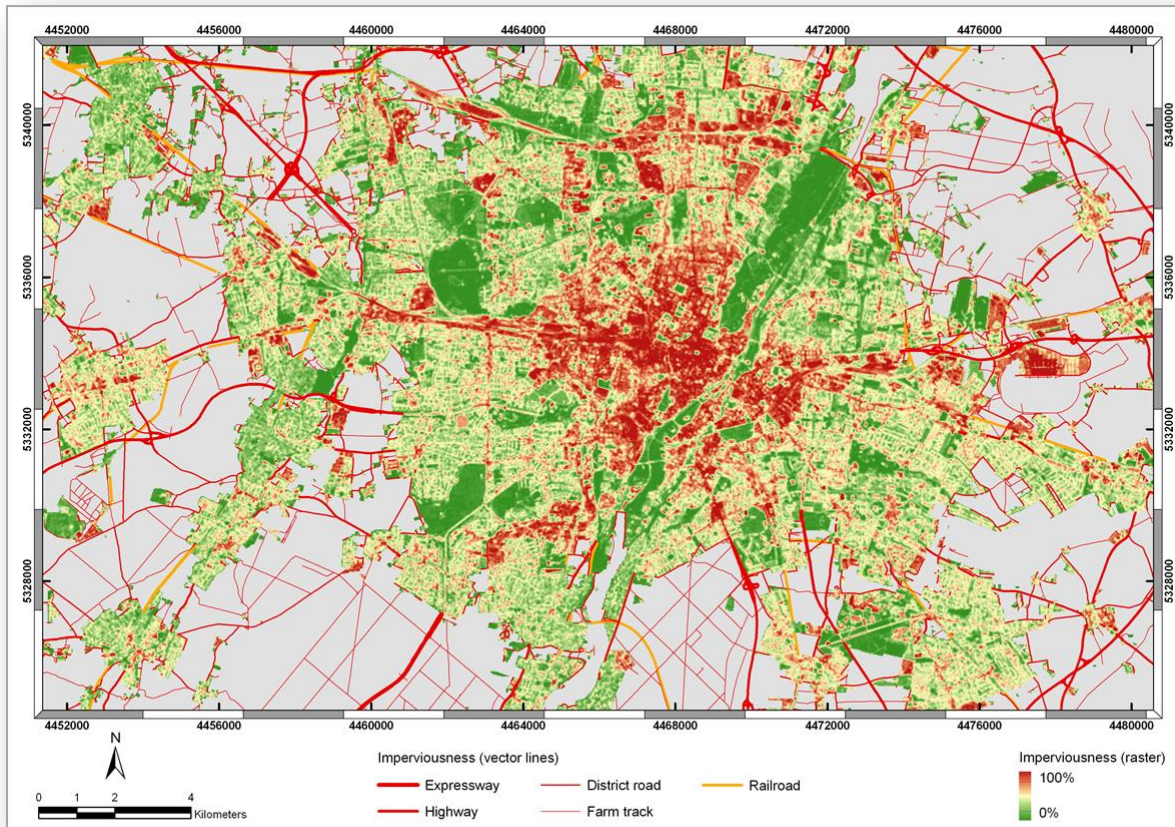 4452000 4456000 4460000 4464000 4468000 4472000 4476000 4480000
5340000 5340000
5336000 5336000
5332000 5332000
5328000 5328000
4452000 4456000 4460000 4464000 4468000 4472000 4476000 4480000
N
0 1 2 4
Kilometers
Imperviousness (vector lines)
Expressway District road Railroad
Highway Farm track
Imperviousness (raster)
100%
0%